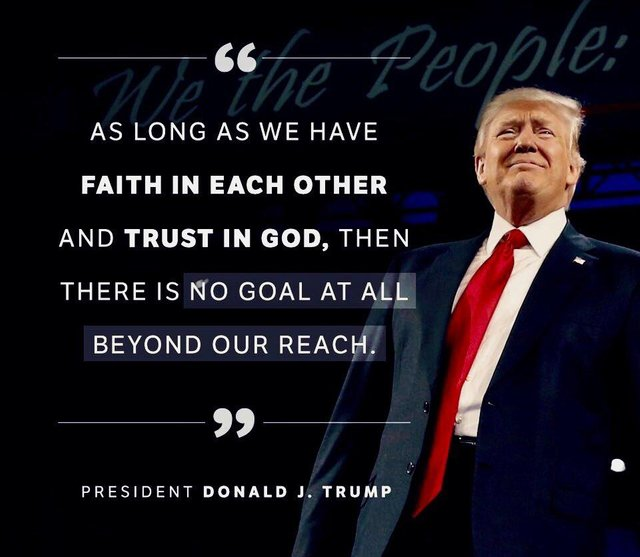 We the People:
“
AS LONG AS WE HAVE
FAITH IN EACH OTHER
AND TRUST IN GOD, THEN
THERE IS NO GOAL AT ALL
BEYOND OUR REACH.
”
PRESIDENT DONALD J. TRUMP